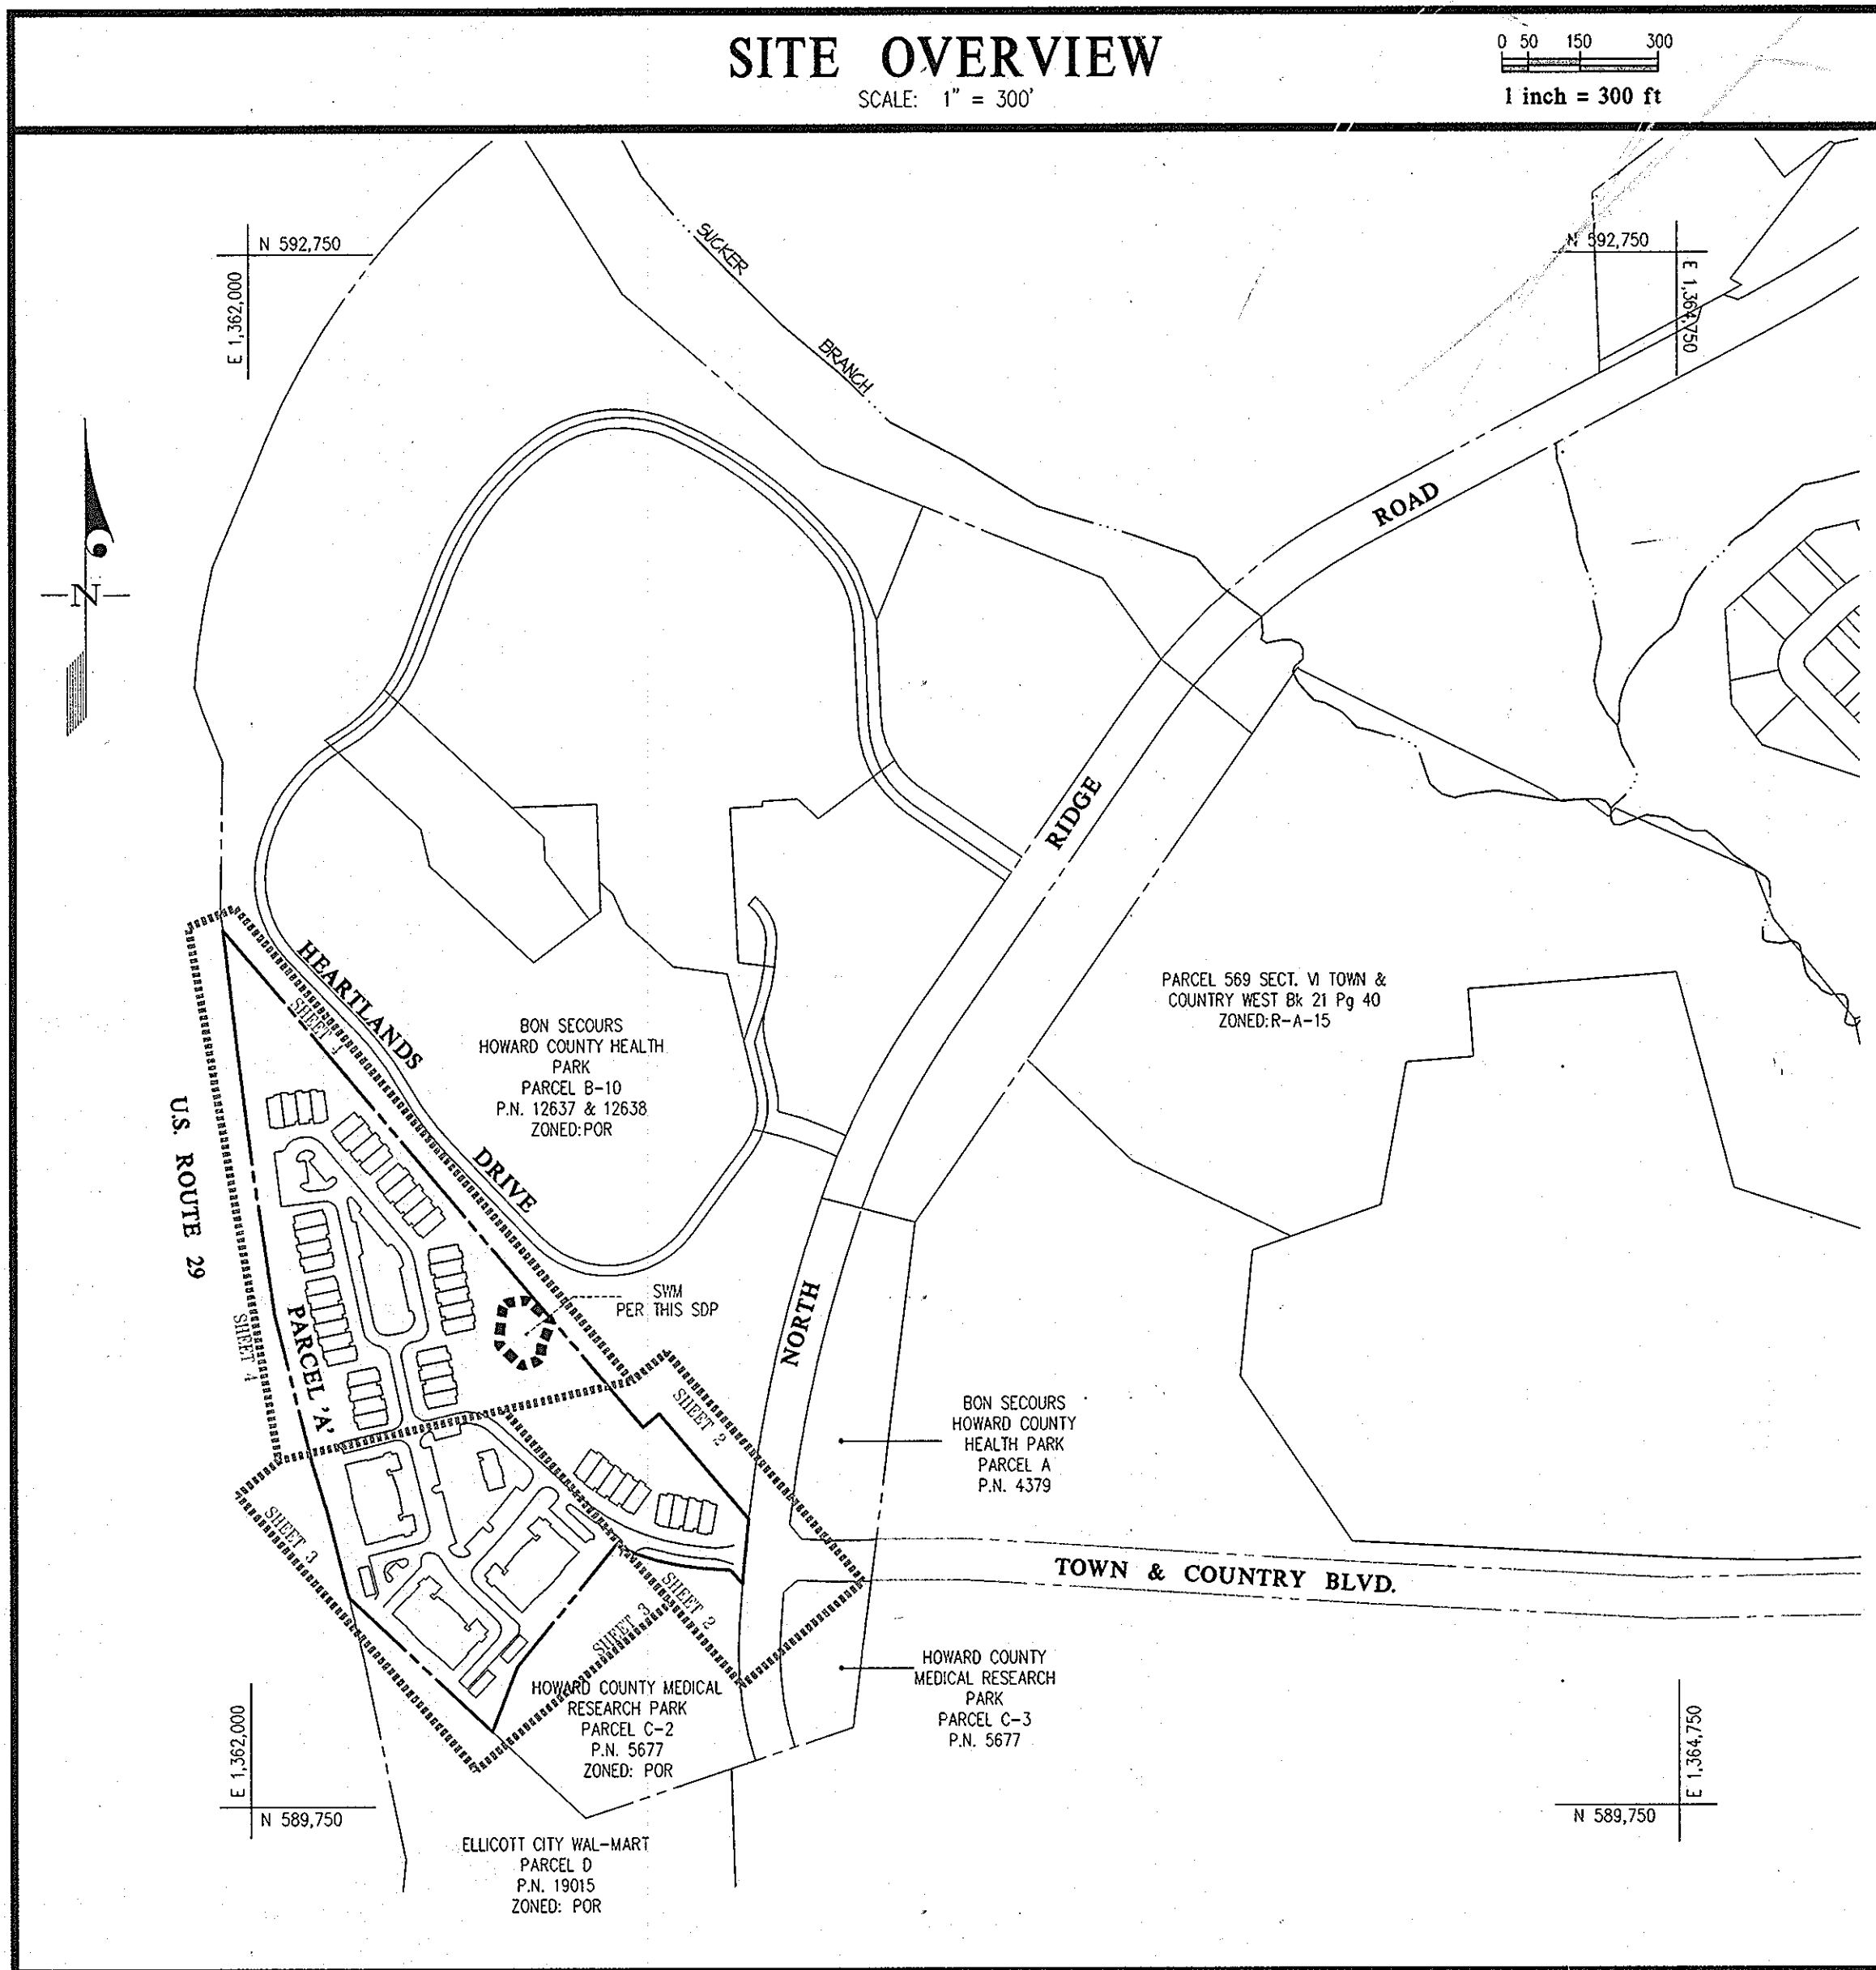 SITE OVERVIEW
SCALE: 1" = 300'
0 50 150 300
1 inch = 300 ft
N 592,750
E 1,362,000
N 592,750
E 1,364,750
SUCKER
BRANCH
N
ROAD
RIDGE
NORTH
HEARTLANDS
DRIVE
SHEET 4
U.S. ROUTE 29
SHEET 4
PARCEL 'A'
BON SECOURS
HOWARD COUNTY HEALTH
PARK
PARCEL B-10
P.N. 12637 & 12638
ZONED:POR
PARCEL 569 SECT. VI TOWN &
COUNTRY WEST Bk 21 Pg 40
ZONED:R-A-15
SWM
PER THIS SDP
SHEET 2
BON SECOURS
HOWARD COUNTY
HEALTH PARK
PARCEL A
P.N. 4379
SHEET 3
TOWN & COUNTRY BLVD.
SHEET 2
SHEET 3
HOWARD COUNTY MEDICAL
RESEARCH PARK
PARCEL C-2
P.N. 5677
ZONED: POR
HOWARD COUNTY
MEDICAL RESEARCH
PARK
PARCEL C-3
P.N. 5677
E 1,362,000
N 589,750
E 1,364,750
N 589,750
ELLICOTT CITY WAL-MART
PARCEL D
P.N. 19015
ZONED: POR